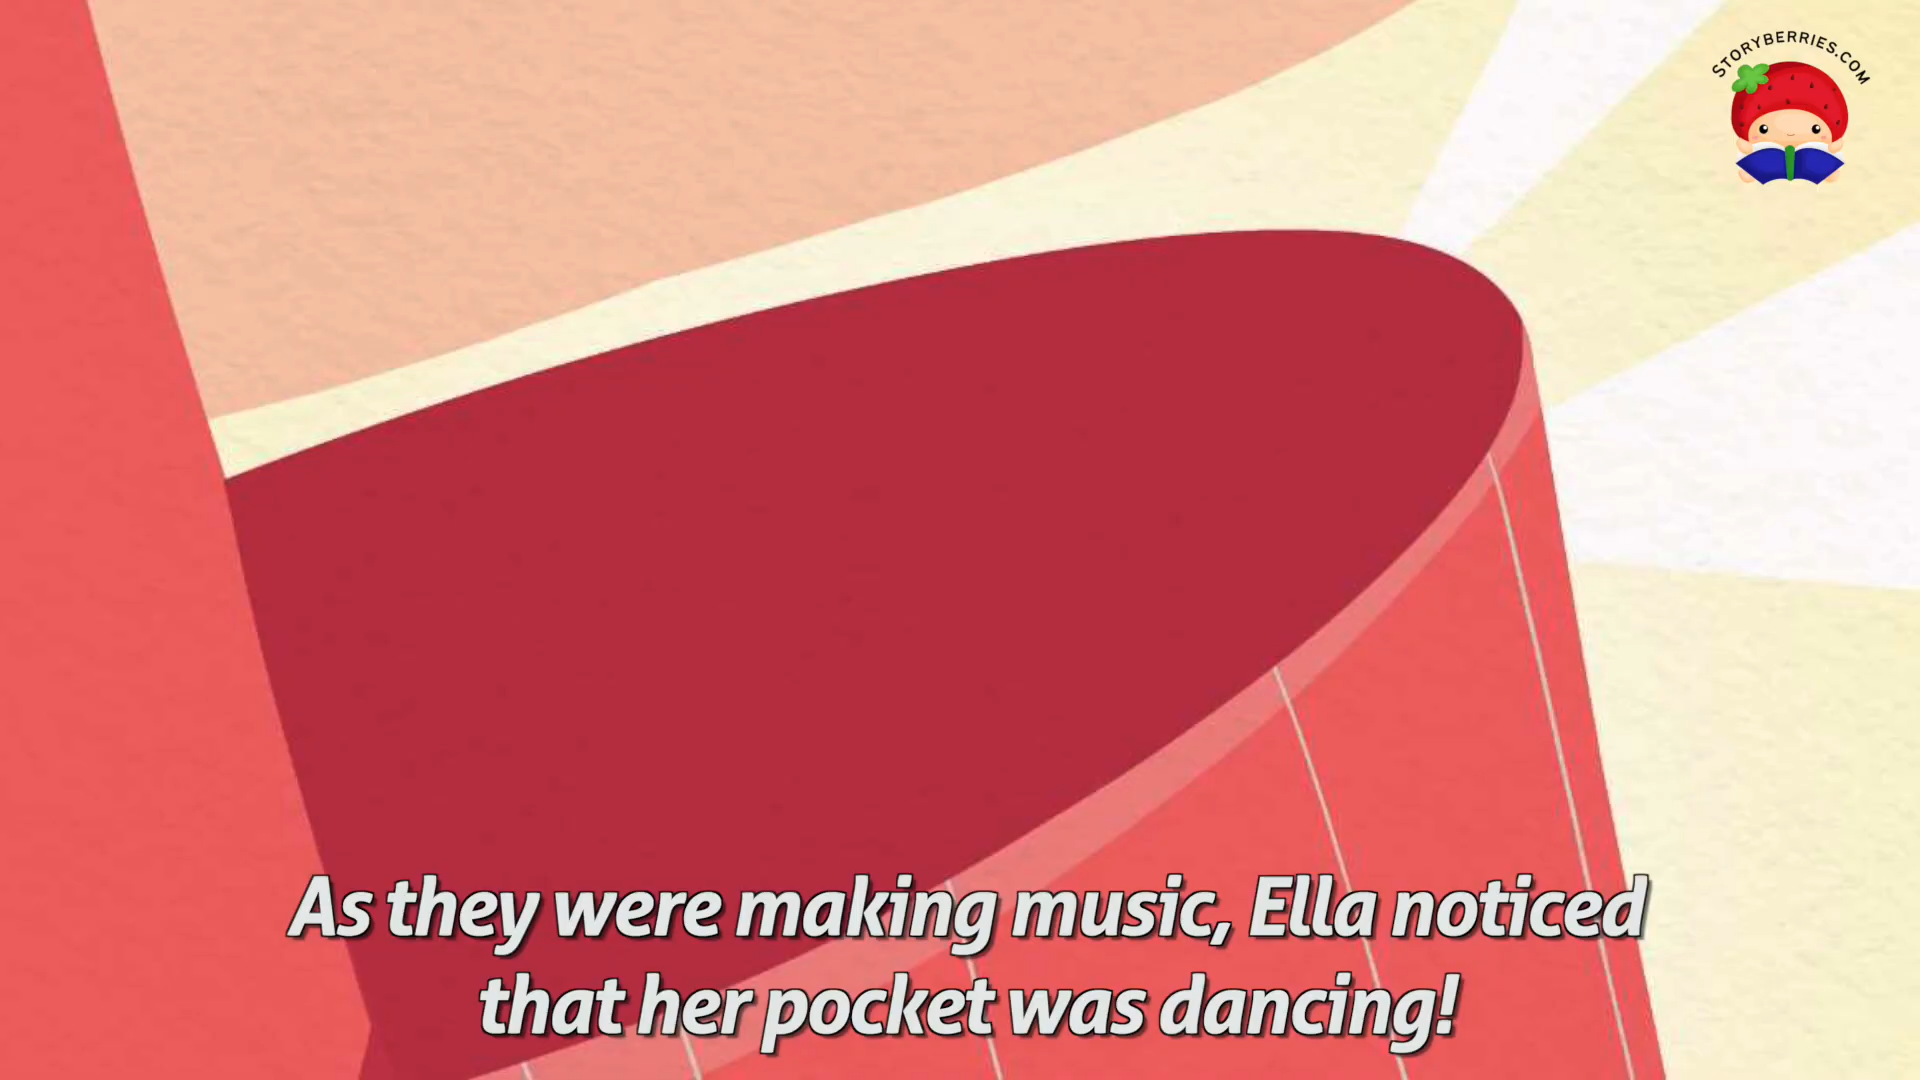 STORYBERRIES.COM
As they were making music, Ella noticed
that her pocket was dancing!